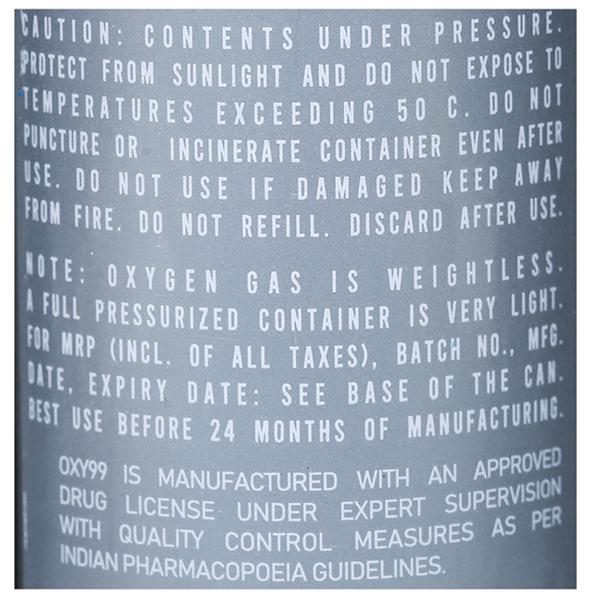 CAUTION: CONTENTS UNDER PRESSURE.
PROTECT FROM SUNLIGHT AND DO NOT EXPOSE TO
TEMPERATURES EXCEEDING 50 C. DO NOT
PUNCTURE OR INCINERATE CONTAINER EVEN AFTER
USE. DO NOT USE IF DAMAGED KEEP AWAY
FROM FIRE. DO NOT REFILL. DISCARD AFTER USE.
NOTE: OXYGEN GAS IS WEIGHTLESS.
A FULL PRESSURIZED CONTAINER IS VERY LIGHT.
FOR MRP (INCL. OF ALL TAXES), BATCH NO., MFG.
DATE, EXPIRY DATE: SEE BASE OF THE CAN.
BEST USE BEFORE 24 MONTHS OF MANUFACTURING.
OXY99 IS MANUFACTURED WITH AN APPROVED
DRUG LICENSE UNDER EXPERT SUPERVISION
WITH QUALITY CONTROL MEASURES AS PER
INDIAN PHARMACOPOEIA GUIDELINES.